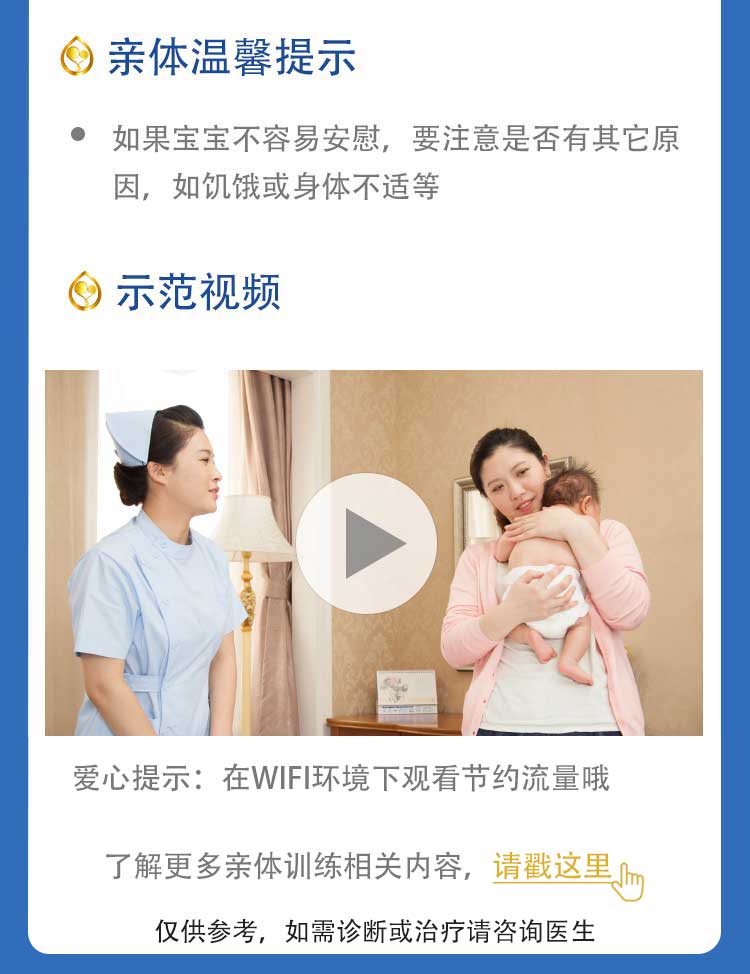 亲体温馨提示
如果宝宝不容易安慰，要注意是否有其它原
因，如饥饿或身体不适等
示范视频
爱心提示：在WIFI环境下观看节约流量哦
了解更多亲体训练相关内容，请戳这里
仅供参考，如需诊断或治疗请咨询医生